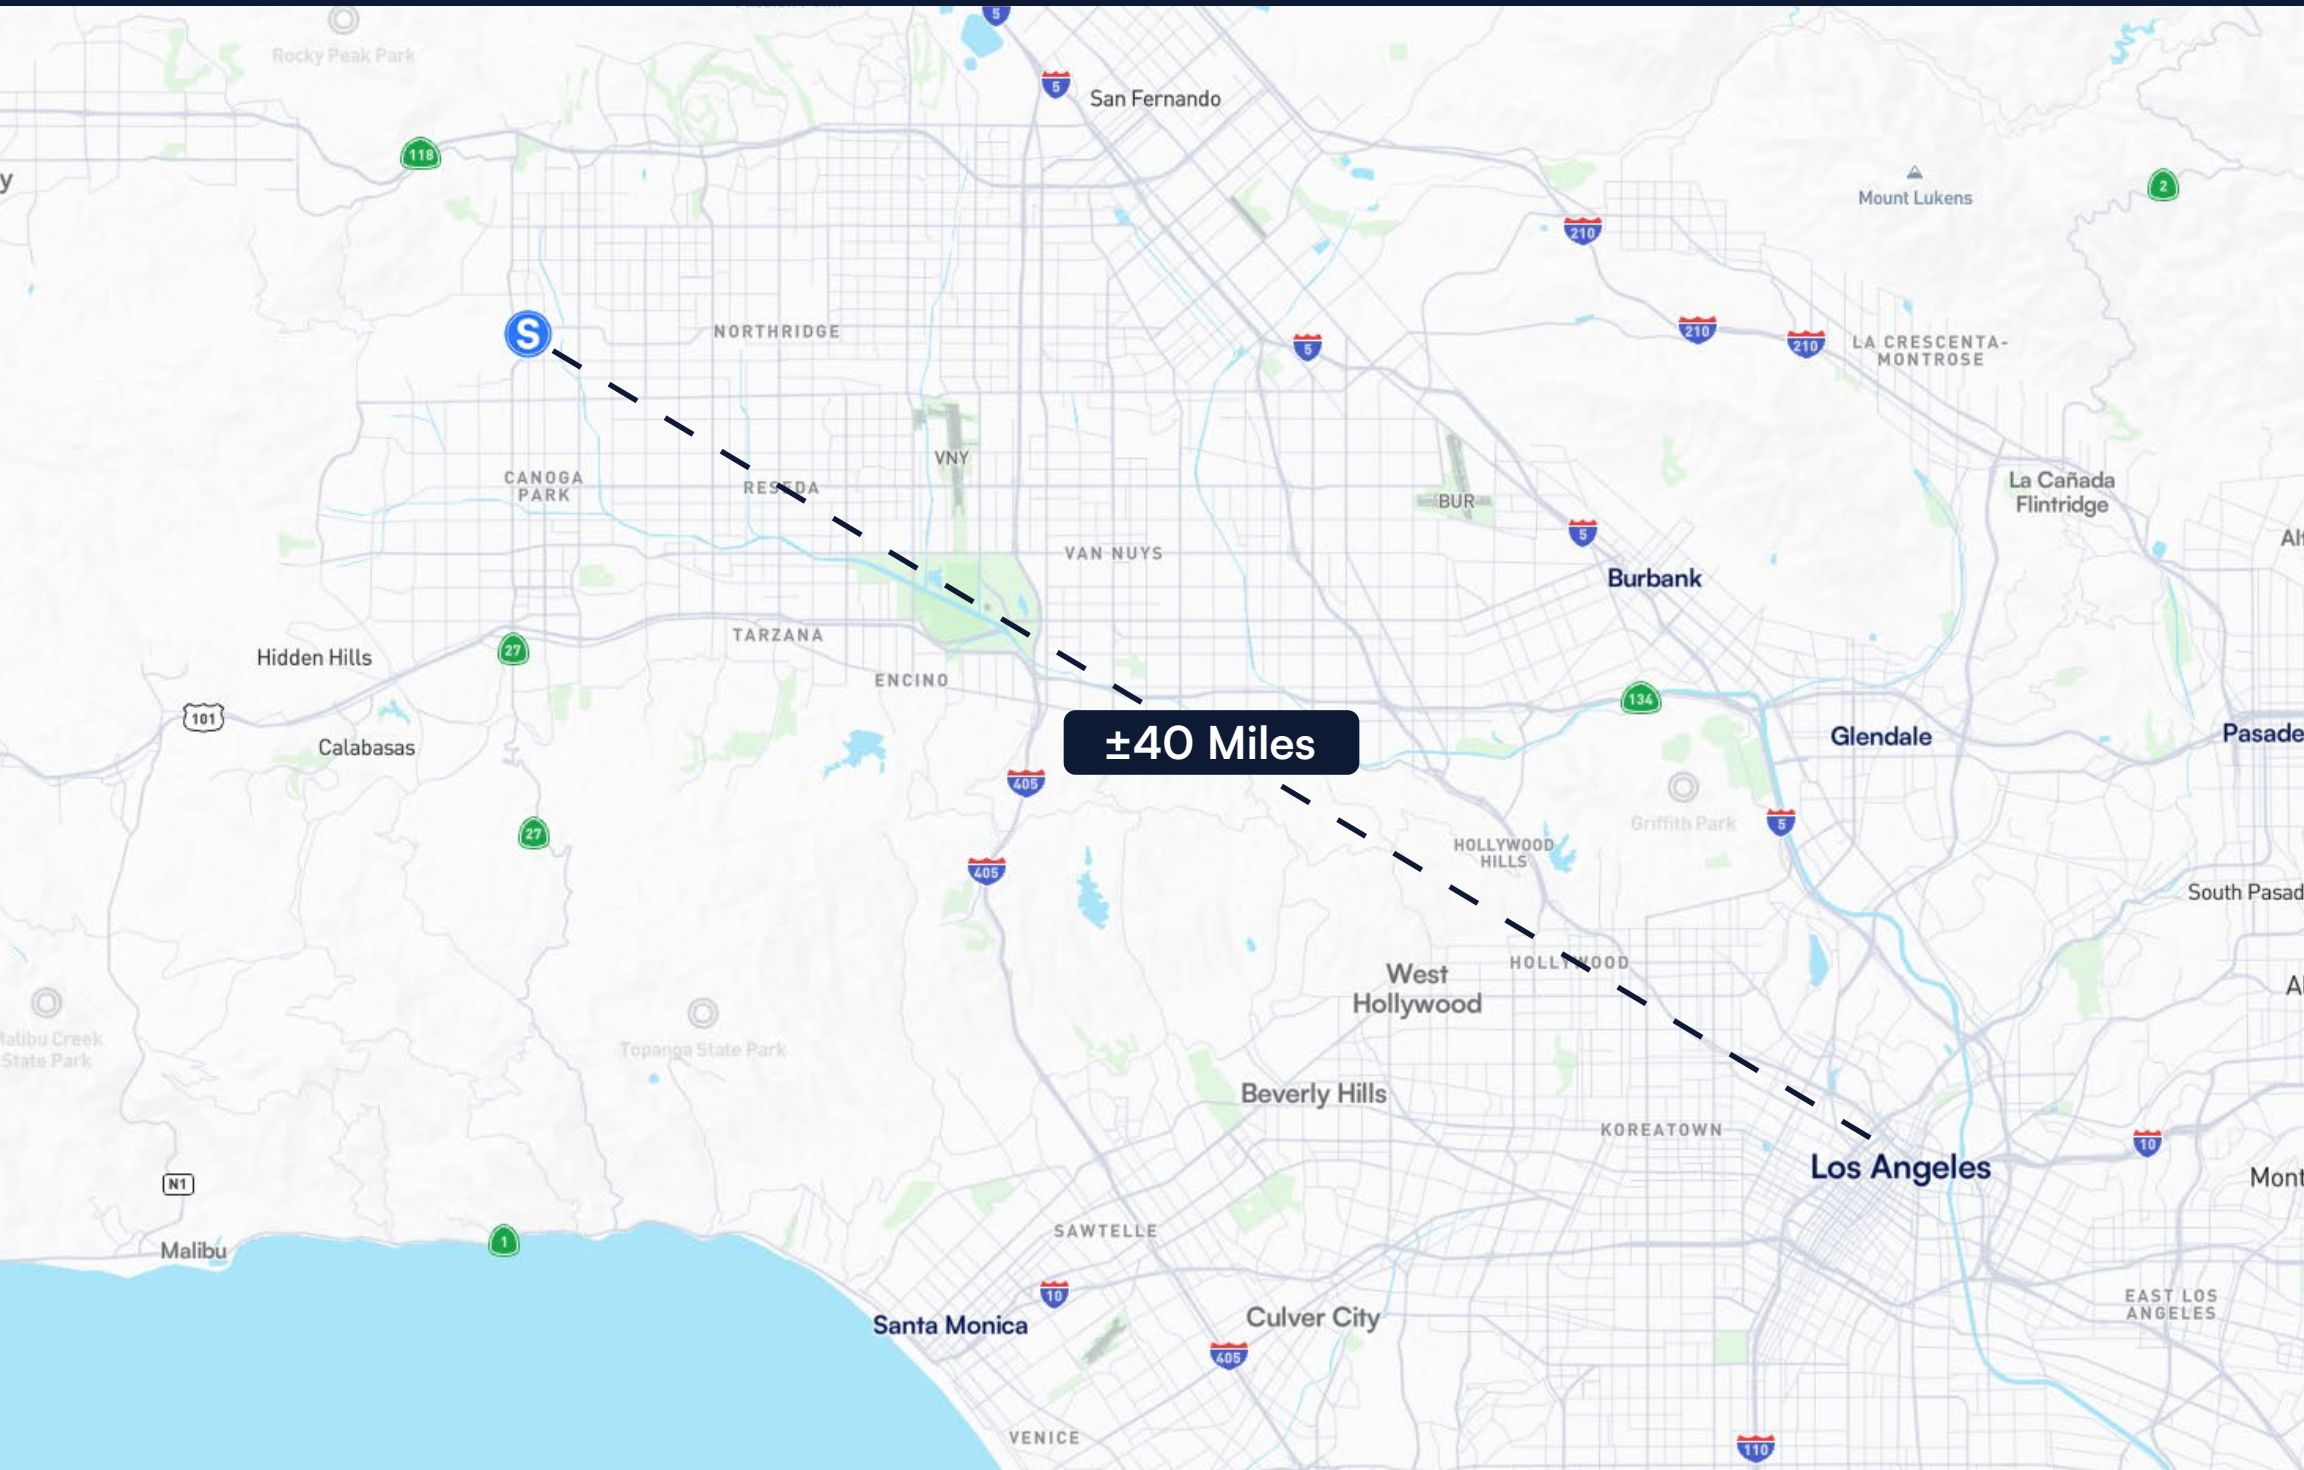 5
Rocky Peak Park
5
San Fernando
118
Mount Lukens
2
210
S
NORTHRIDGE
5
210
210
LA CRESCENTA-
MONTROSE
VNY
CANOGA
PARK
RESEDA
BUR
La Cañada
Flintridge
5
VAN NUYS
Burbank
TARZANA
27
Hidden Hills
ENCINO
134
101
Calabasas
±40 Miles
Glendale
Pasade
405
27
Griffith Park
5
HOLLYWOOD
HILLS
405
South Pasad
HOLLYWOOD
West
Hollywood
Malibu Creek
State Park
Topanga State Park
Beverly Hills
KOREATOWN
10
Los Angeles
Mont
N1
SAWTELLE
1
Malibu
10
Santa Monica
Culver City
EAST LOS
ANGELES
405
VENICE
110